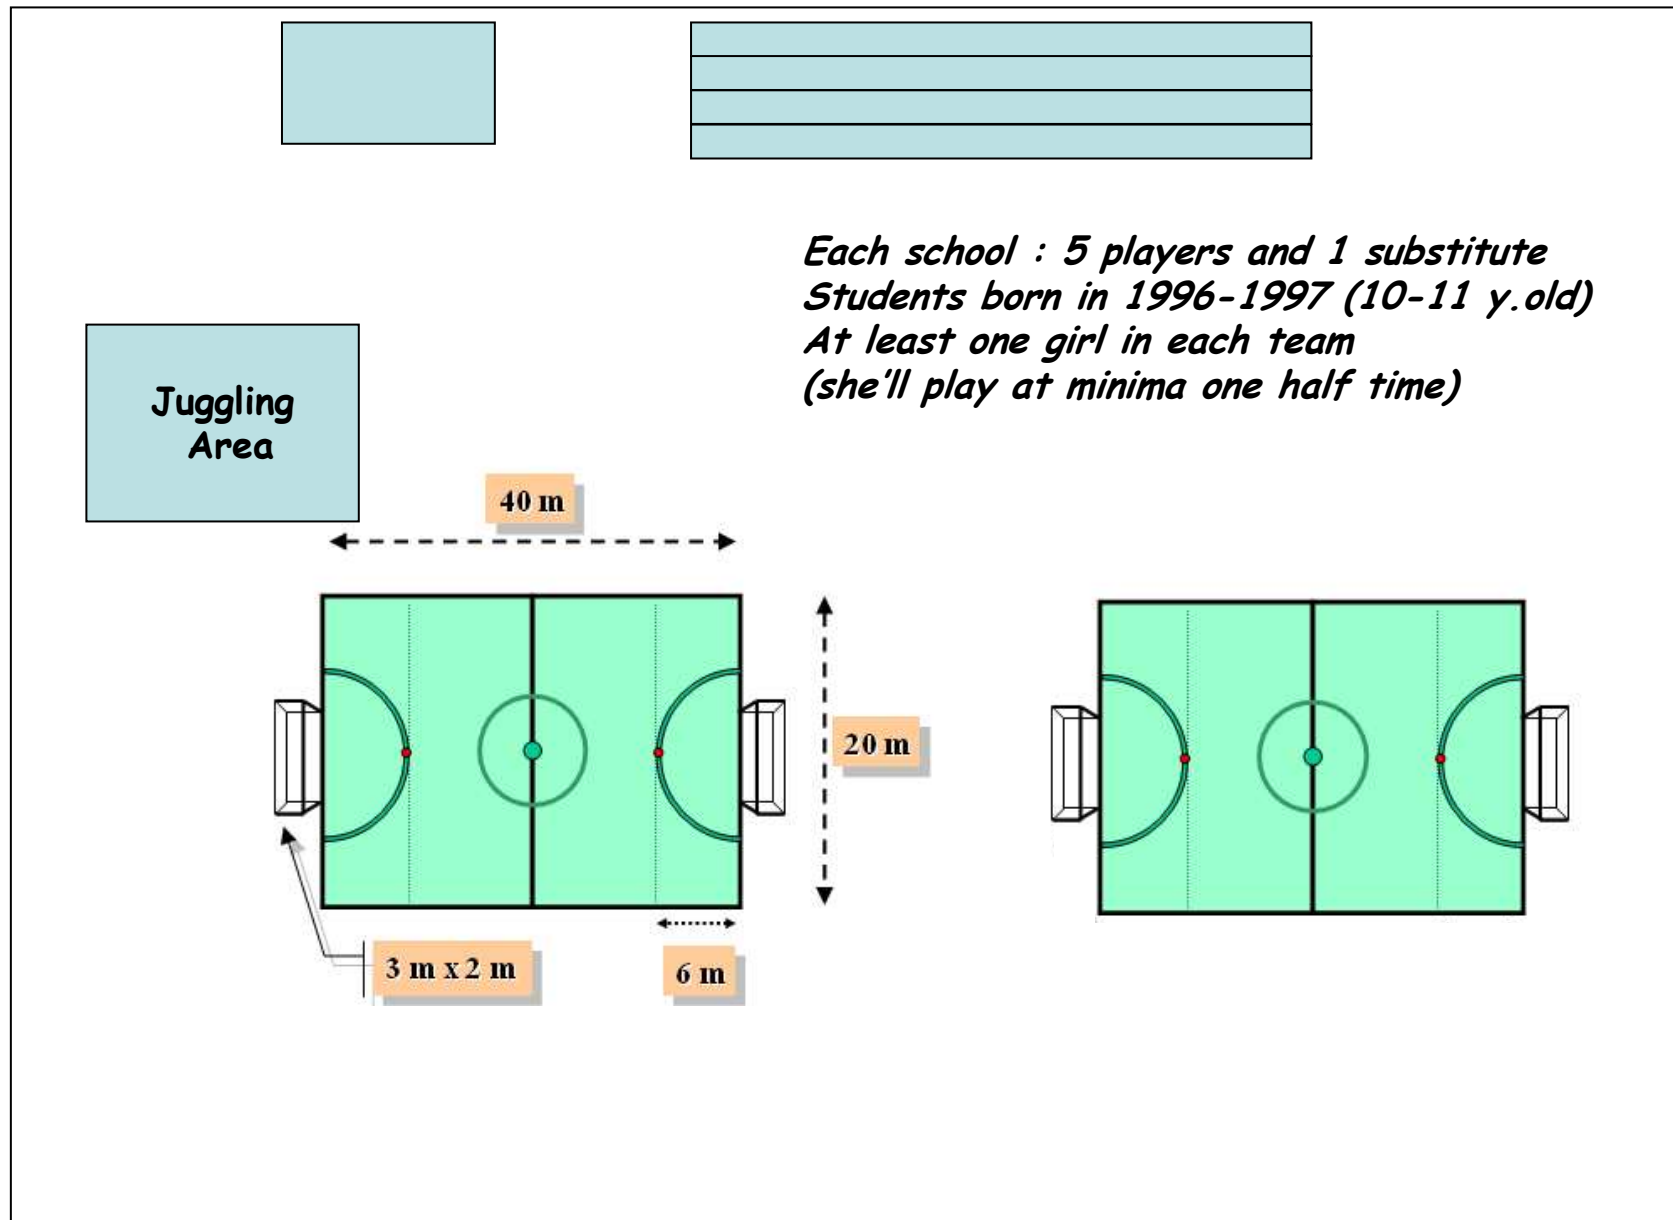 Each school : 5 players and 1 substitute
Students born in 1996-1997 (10-11 y.old)
At least one girl in each team
(she'll play at minima one half time)
Juggling
Area
40 m
20 m
3 m x 2 m
6 m